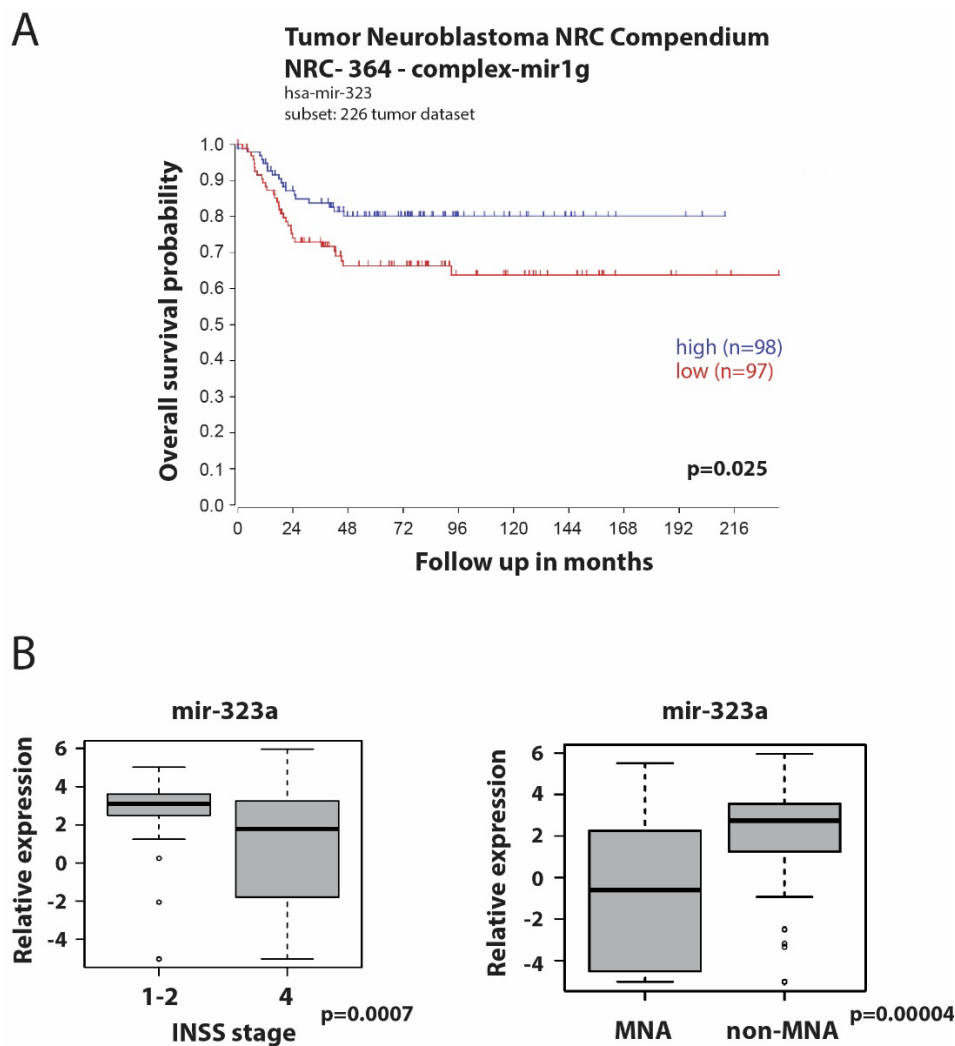 A
Tumor Neuroblastoma NRC Compendium
NRC- 364 - complex-mir1g
hsa-mir-323
subset: 226 tumor dataset
Overall survival probability
1.0
0.9
0.8
0.7
0.6
0.5
0.4
0.3
0.2
0.1
0.0
high (n=98)
low (n=97)
p=0.025
0 24 48 72 96 120 144 168 192 216
Follow up in months
B
mir-323a
Relative expression
6
4
2
0
-2
-4
1-2 4
INSS stage
p=0.0007
mir-323a
Relative expression
6
4
2
0
-2
-4
MNA non-MNA
p=0.00004